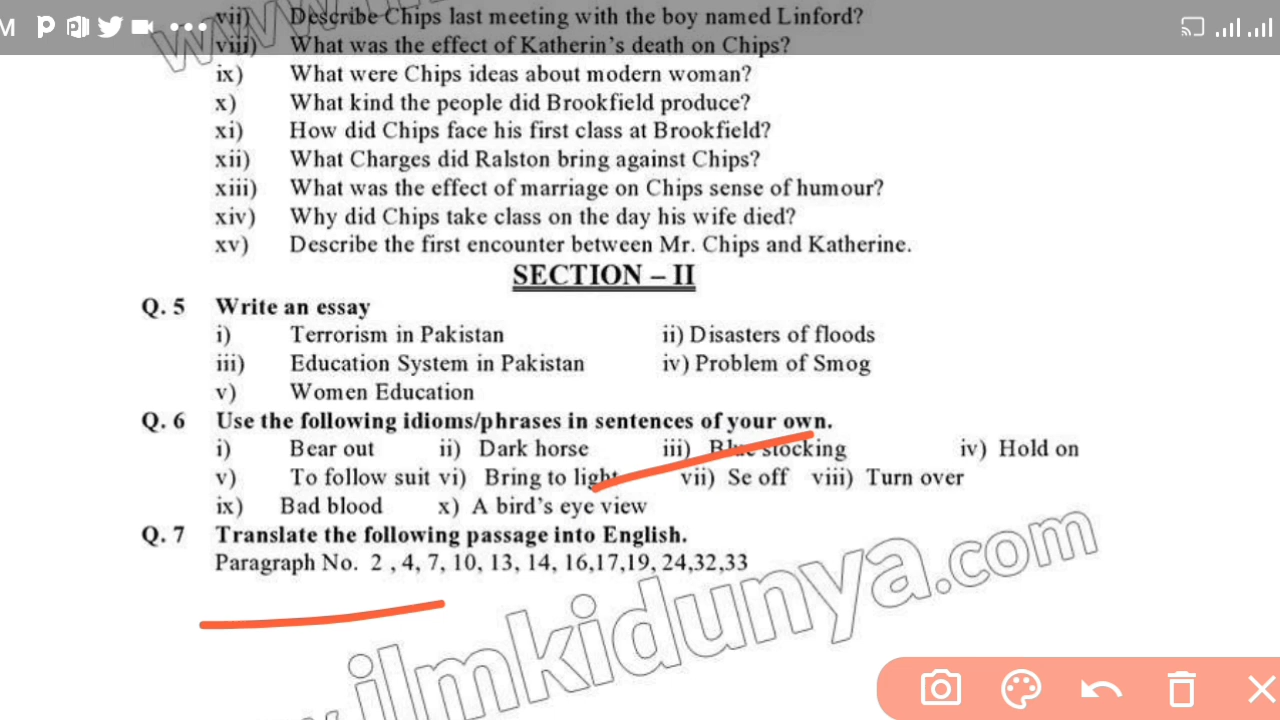 M
vii) Describe Chips last meeting with the boy named Linford?
viii) What was the effect of Katherin's death on Chips?
ix) What were Chips ideas about modern woman?
x) What kind the people did Brookfield produce?
xi) How did Chips face his first class at Brookfield?
xii) What Charges did Ralston bring against Chips?
xiii) What was the effect of marriage on Chips sense of humour?
xiv) Why did Chips take class on the day his wife died?
xv) Describe the first encounter between Mr. Chips and Katherine.
SECTION – II
Q. 5 Write an essay
i) Terrorism in Pakistan ii) Disasters of floods
iii) Education System in Pakistan iv) Problem of Smog
v) Women Education
Q. 6 Use the following idioms/phrases in sentences of your own.
i) Bear out ii) Dark horse iii) Blue stocking iv) Hold on
v) To follow suit vi) Bring to light vii) Se off viii) Turn over
ix) Bad blood x) A bird's eye view
Q. 7 Translate the following passage into English.
Paragraph No. 2 , 4, 7, 10, 13, 14, 16,17,19, 24,32,33
www.ilmkidunya.com